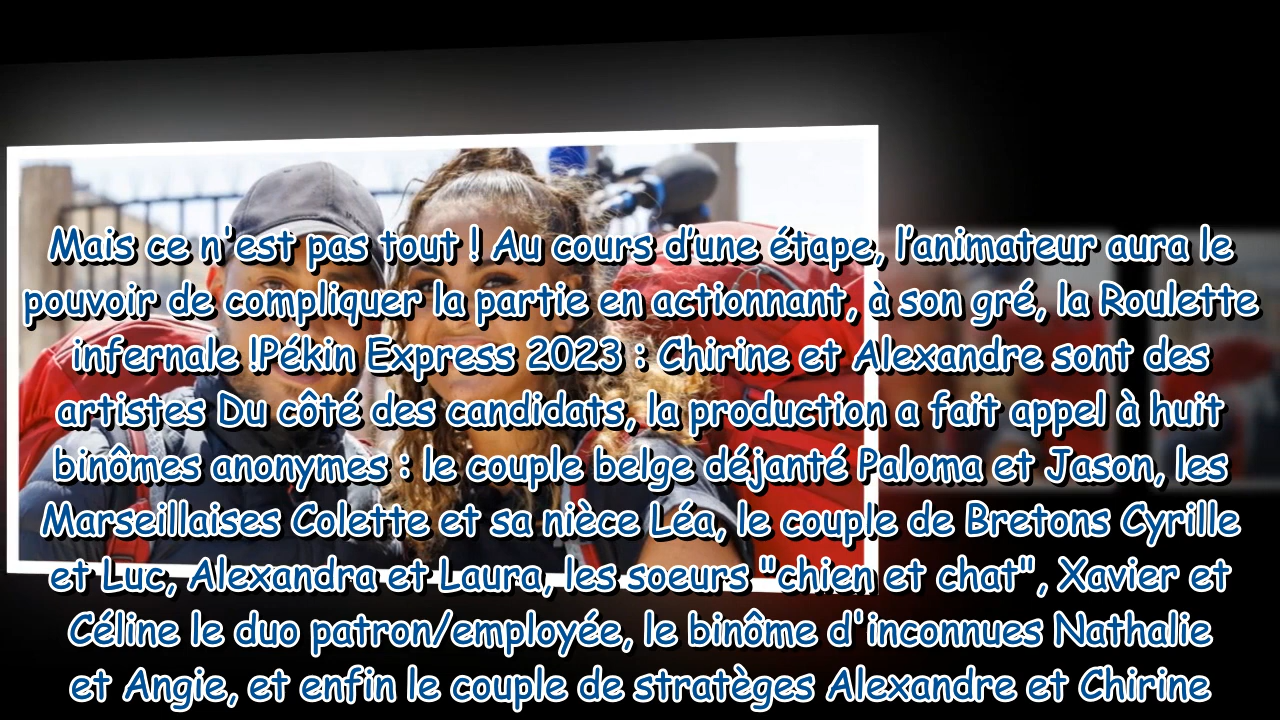 Mais ce n'est pas tout ! Au cours d’une étape, l’animateur aura le
pouvoir de compliquer la partie en actionnant, à son gré, la Roulette
infernale !Pékin Express 2023 : Chirine et Alexandre sont des
artistes Du côté des candidats, la production a fait appel à huit
binômes anonymes : le couple belge déjanté Paloma et Jason, les
Marseillaises Colette et sa nièce Léa, le couple de Bretons Cyrille
et Luc, Alexandra et Laura, les soeurs "chien et chat", Xavier et
Céline le duo patron/employée, le binôme d'inconnues Nathalie
et Angie, et enfin le couple de stratèges Alexandre et Chirine